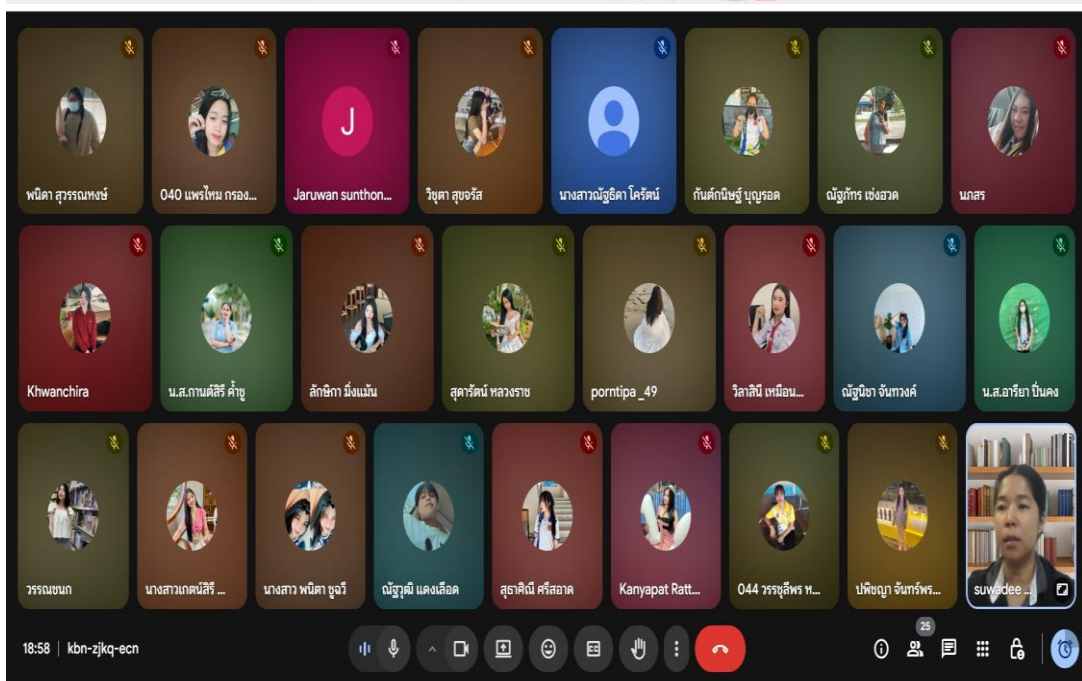 พนิดา สุวรรณหงษ์
040 แพรไหม กรอง...
J
Jaruwan sunthon...
วิชุตา สุขจรัส
นางสาวณัฐธิดา โครัตน์
กันต์กนิษฐ์ บุญรอด
ณัฐภัทร เซ่งฮวด
นภสร
Khwanchira
น.ส.กานต์สิรี ค้ำชู
ลักษิกา มิ่งแม้น
สุดารัตน์ หลวงราช
porntipa_49
วิลาสินี เหมือน...
ณัฐนิชา จันทวงค์
น.ส.อารียา ปิ่นคง
วรรณชนก
นางสาวเกตน์สิรี ...
นางสาว พนิตา ชูฉวี
ณัฐวุฒิ แดงเลือด
สุธาศิณี ศรีสอาด
Kanyapat Ratt...
044 วรรษุลีพร ห...
ปพิชญา จันทร์พร...
suwadee ...
25
18:58 | kbn-zjkq-ecn